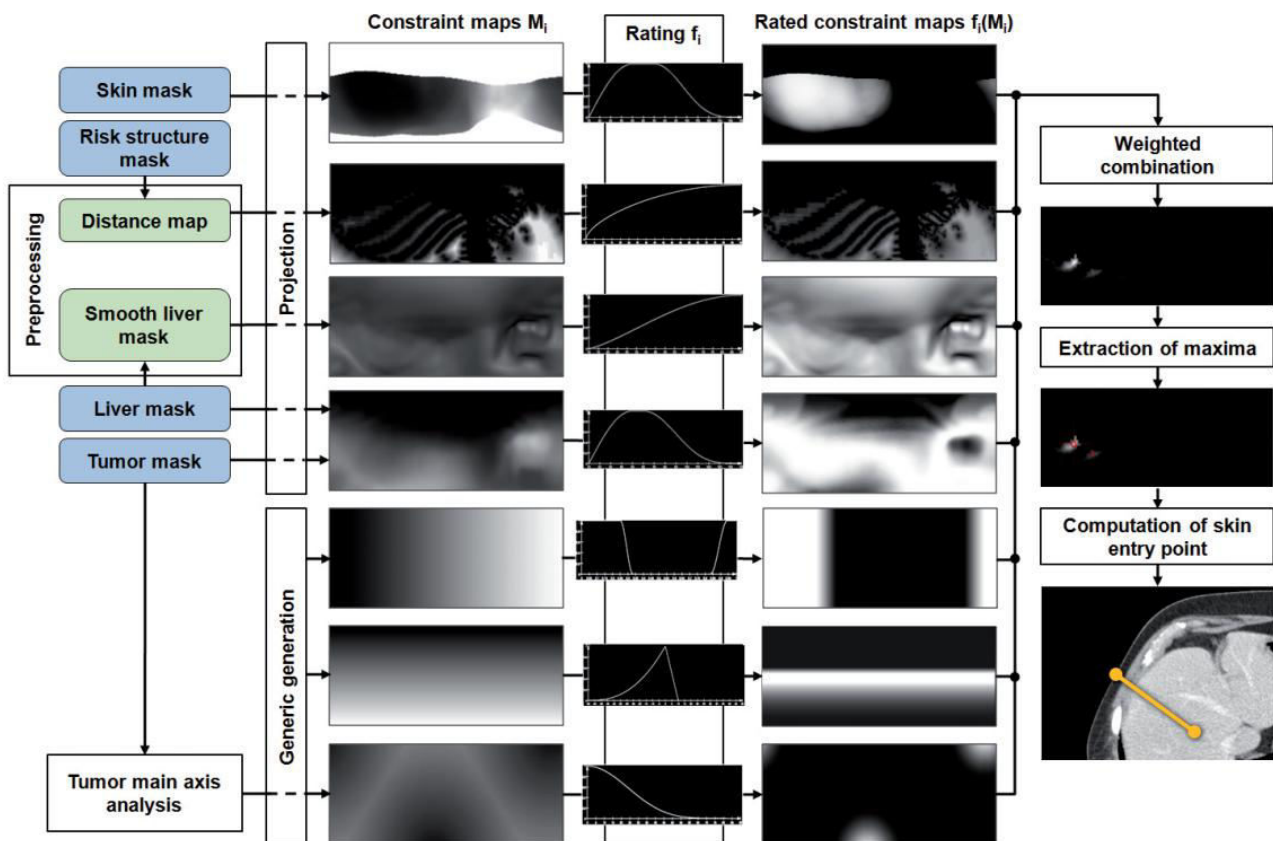 Constraint maps Mi
Rating fi
Rated constraint maps fi(Mi)
Skin mask
Risk structure
mask
Preprocessing
Distance map
Smooth liver
mask
Liver mask
Tumor mask
Projection
Generic generation
Tumor main axis
analysis
Weighted
combination
Extraction of maxima
Computation of skin
entry point